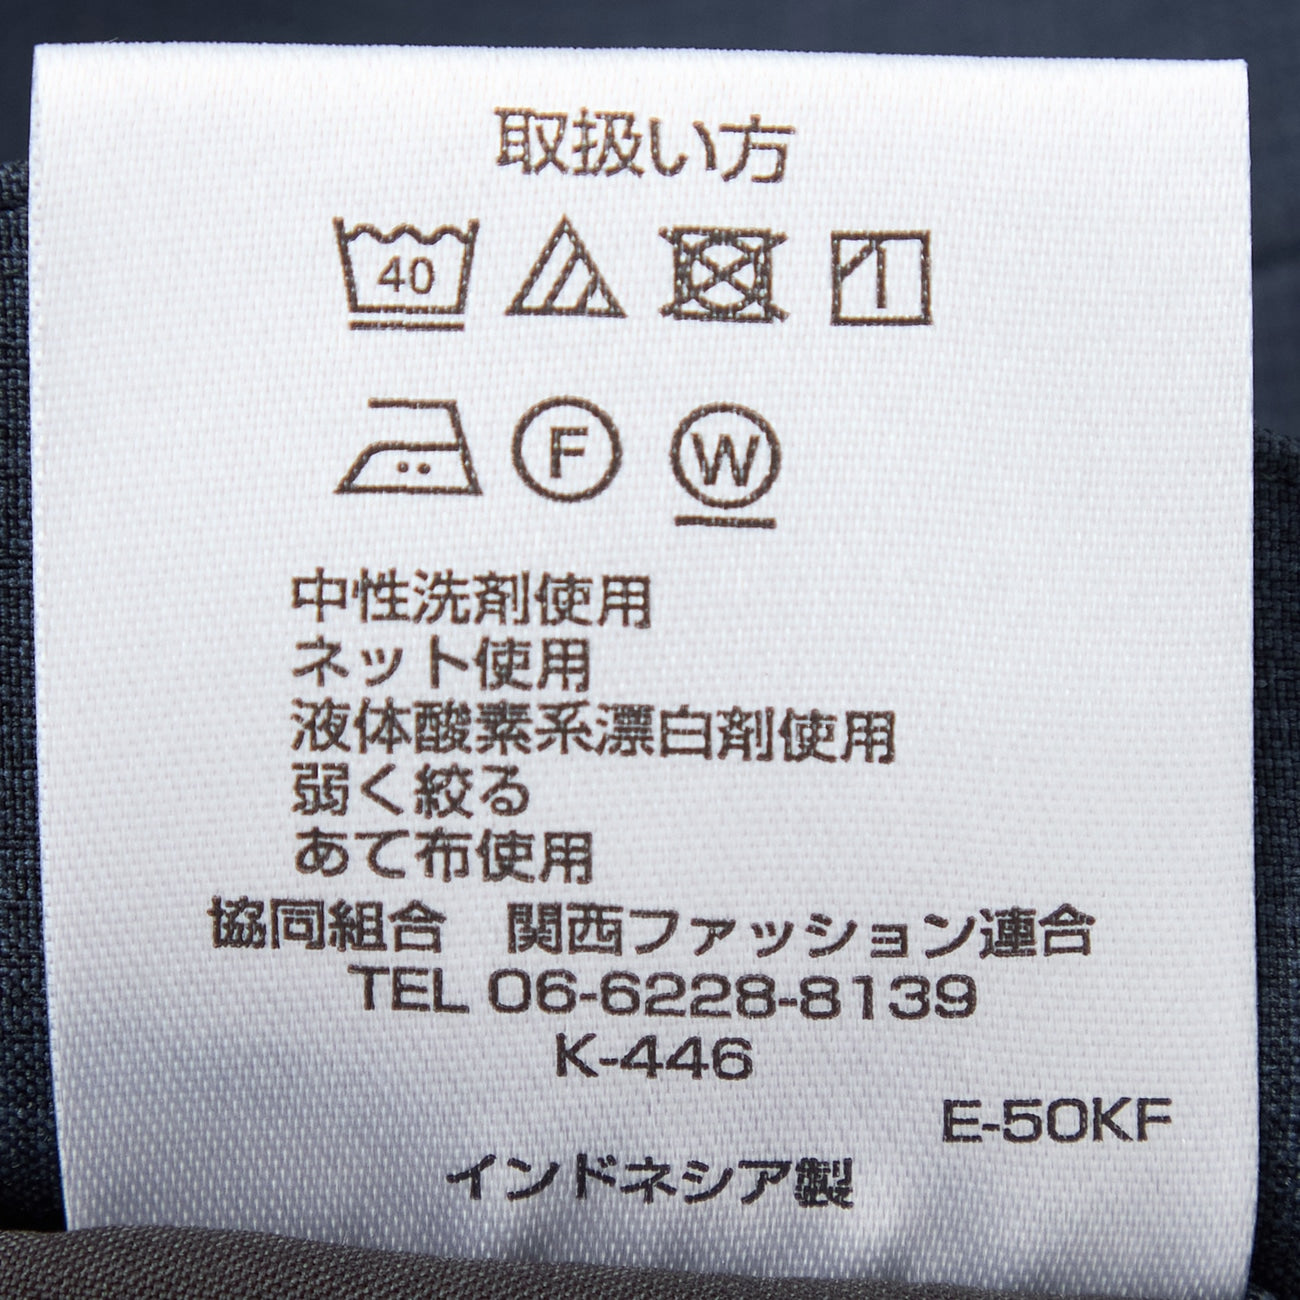 取扱い方
40
F W
中性洗剤使用
ネット使用
液体酸素系漂白剤使用
弱く絞る
あて布使用
協同組合　関西ファッション連合
TEL 06-6228-8139
K-446
E-50KF
インドネシア製